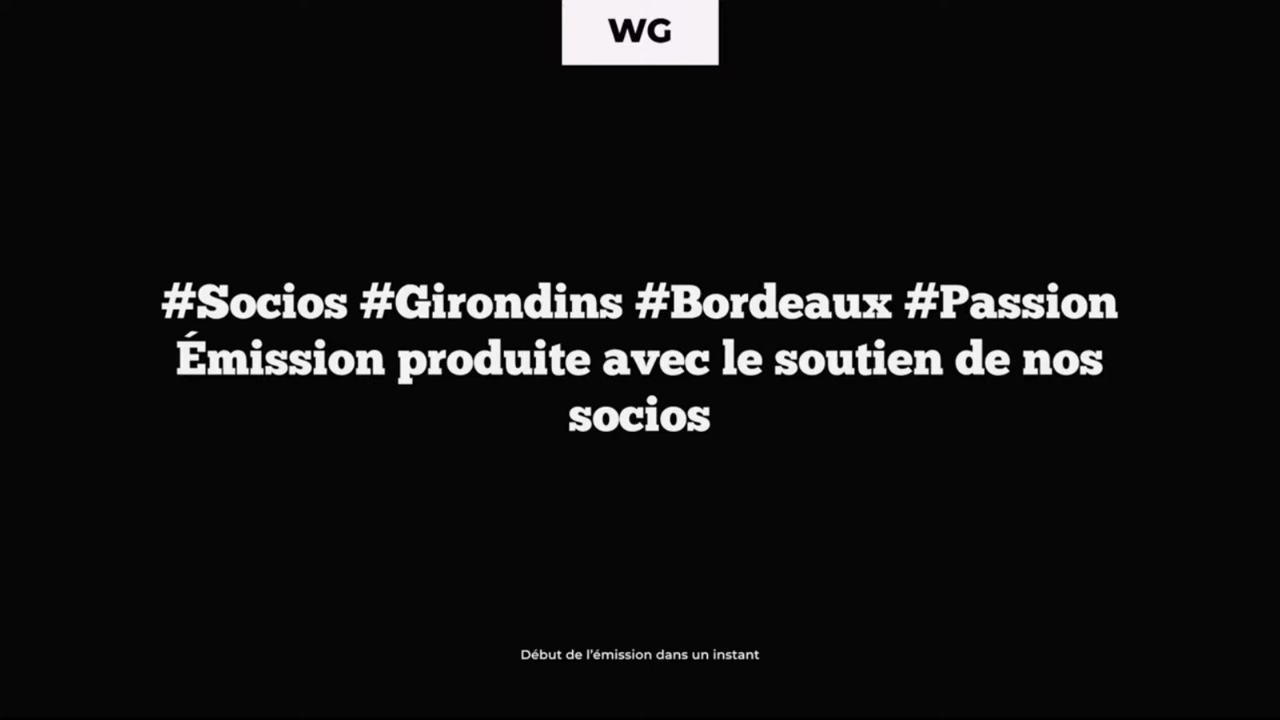 WG
#Socios #Girondins #Bordeaux #Passion
Émission produite avec le soutien de nos
socios
Début de l'émission dans un instant